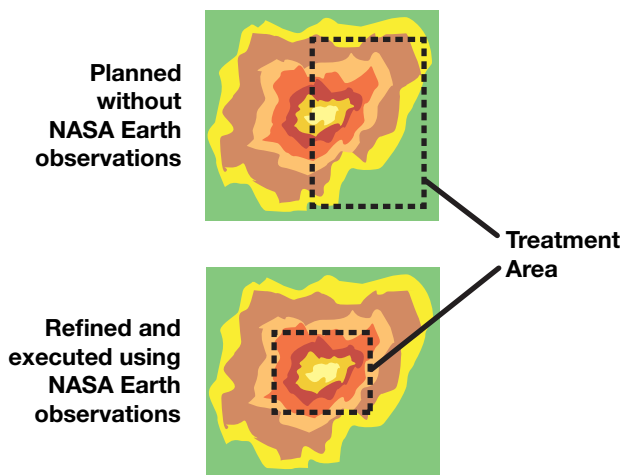 Planned
without
NASA Earth
observations
Treatment
Area
Refined and
executed using
NASA Earth
observations